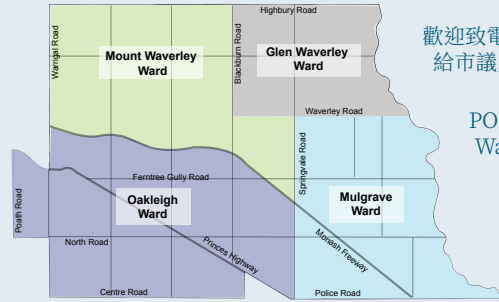 Highbury Road
歡迎致電
給市議
Warrigal Road
Mount Waverley
Ward
Blackburn Road
Glen Waverley
Ward
Waverley Road
PO
Wa
Springvale Road
Ferntree Gully Road
Poath Road
Oakleigh
Ward
Mulgrave
Ward
North Road
Princes Highway
Monash Freeway
Centre Road
Police Road